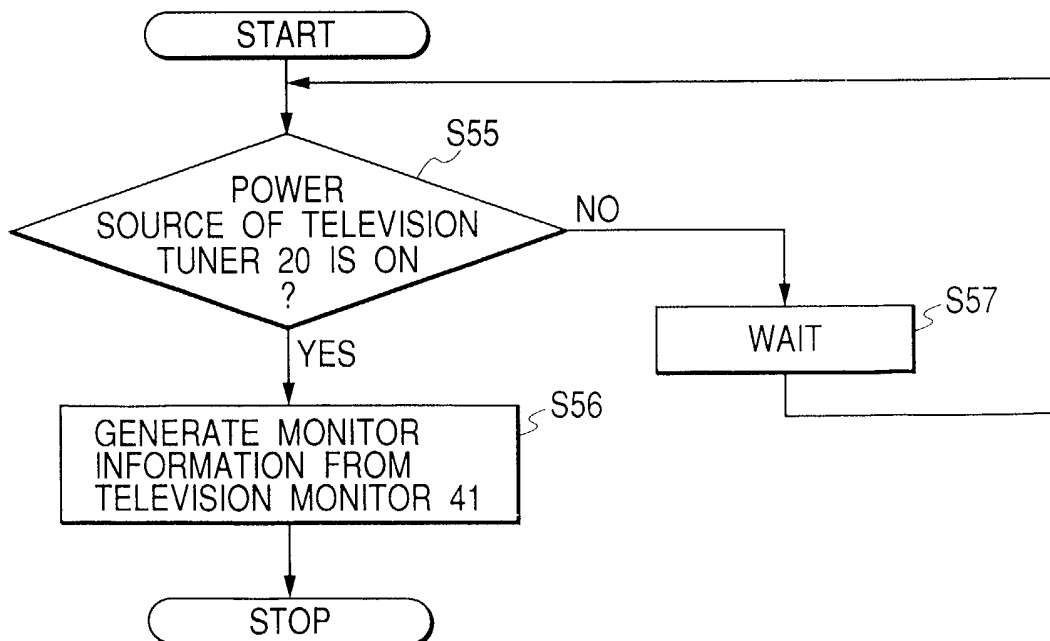 START
S55
POWER
SOURCE OF TELEVISION
TUNER 20 IS ON
?
NO
S57
WAIT
YES
S56
GENERATE MONITOR
INFORMATION FROM
TELEVISION MONITOR 41
STOP